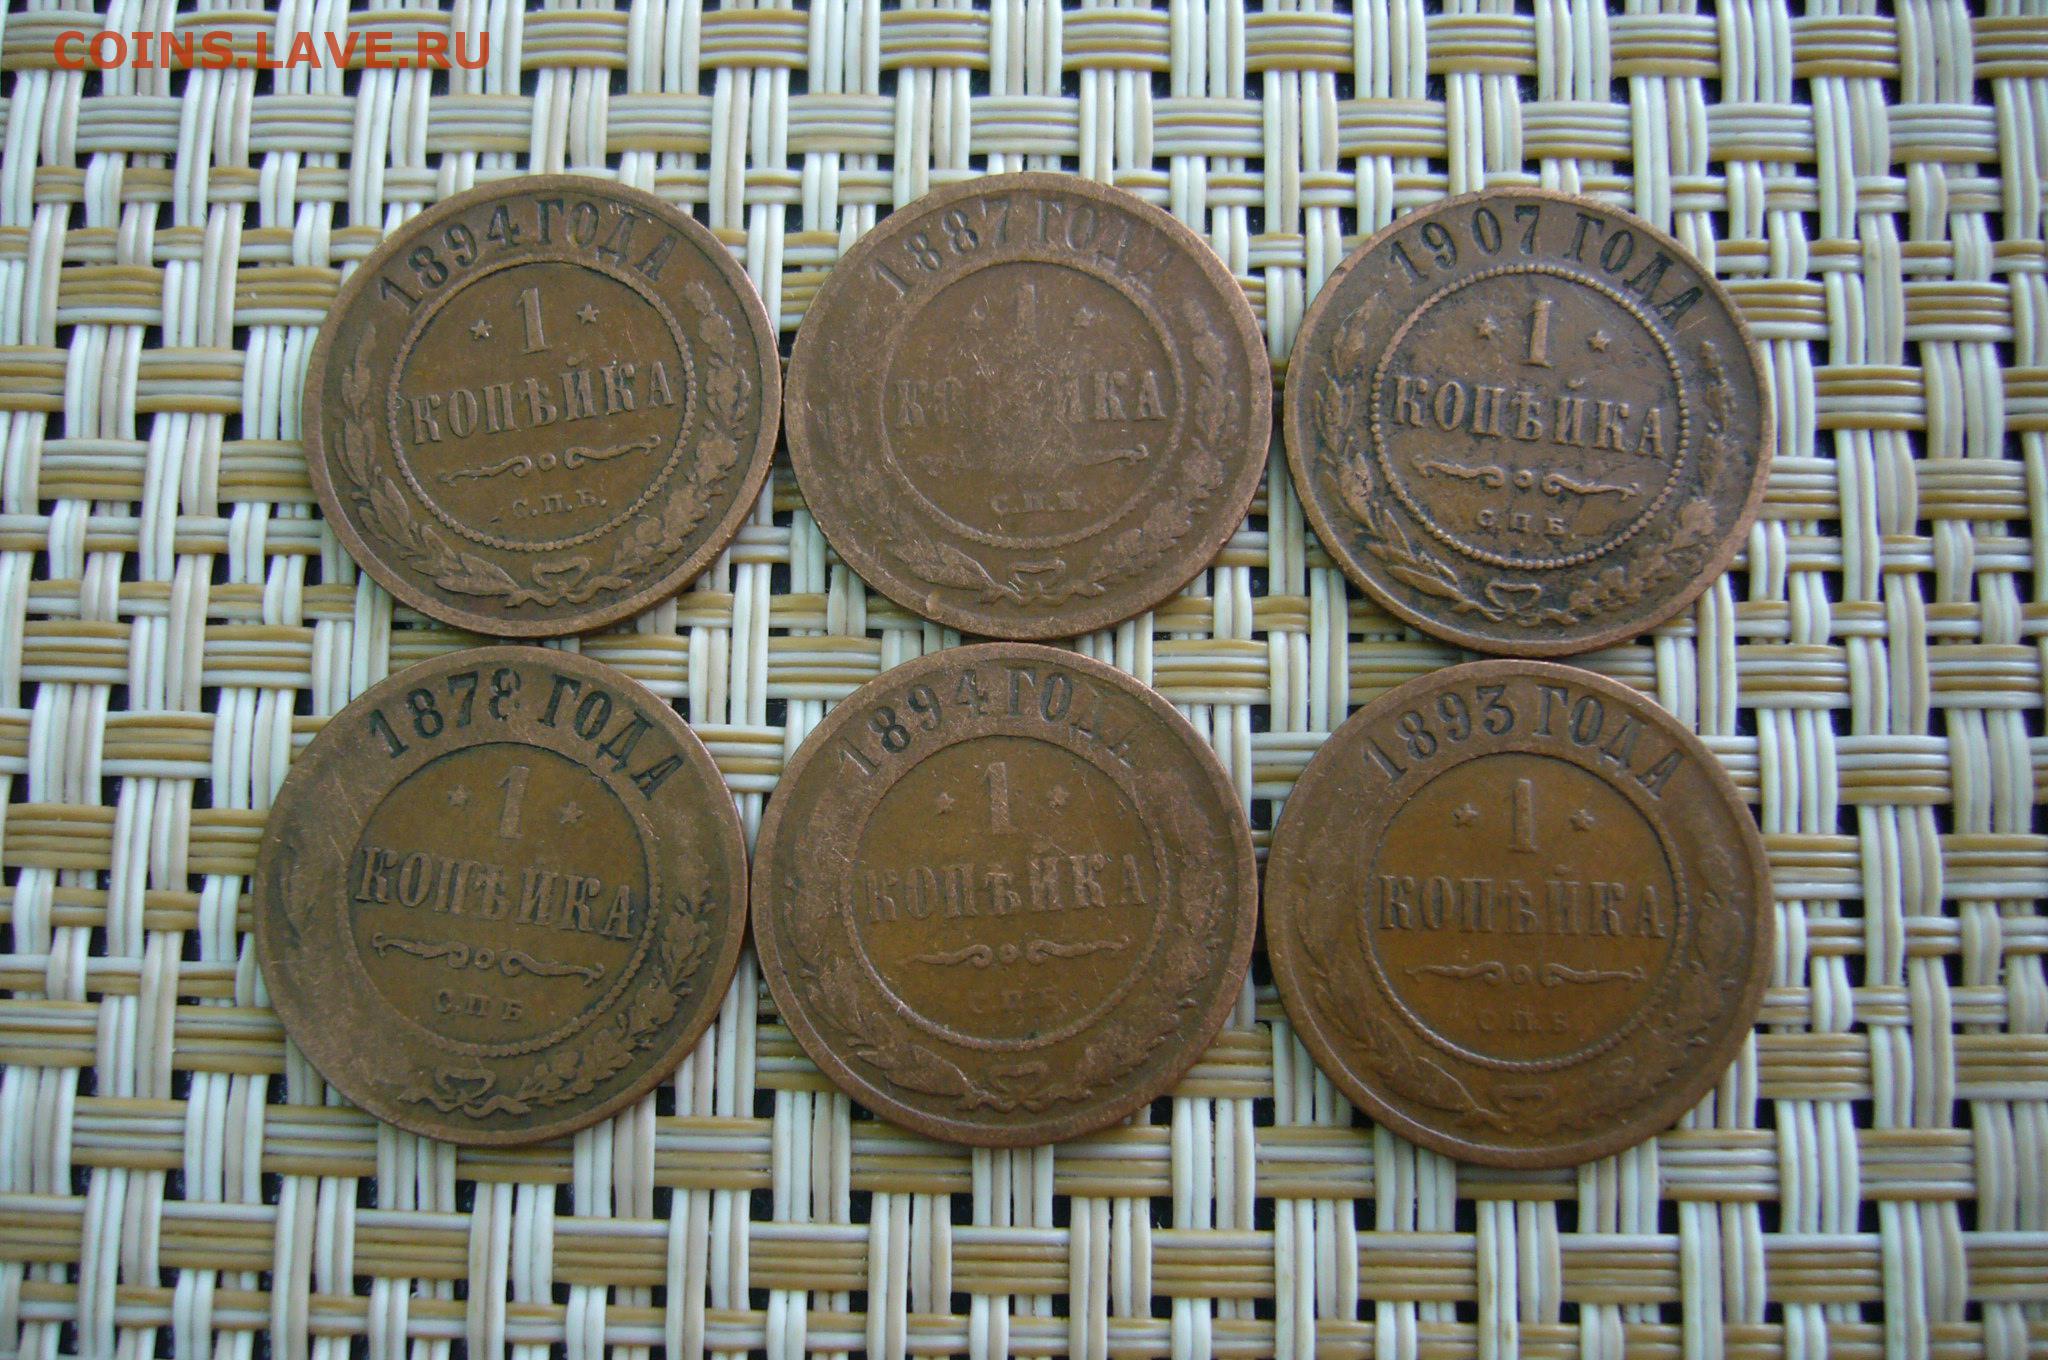 COINS.LAVE.RU
1894 ГОДА
1
КОПѢЙКА
С.П.Б.
1887 ГОДА
1
КОПѢЙКА
С.П.Б.
1907 ГОДА
1
КОПѢЙКА
С.П.Б.
1878 ГОДА
1
КОПѢЙКА
С.П.Б
1894 ГОДА
1
КОПѢЙКА
С.П.Б.
1893 ГОДА
1
КОПѢЙКА
С.П.Б.